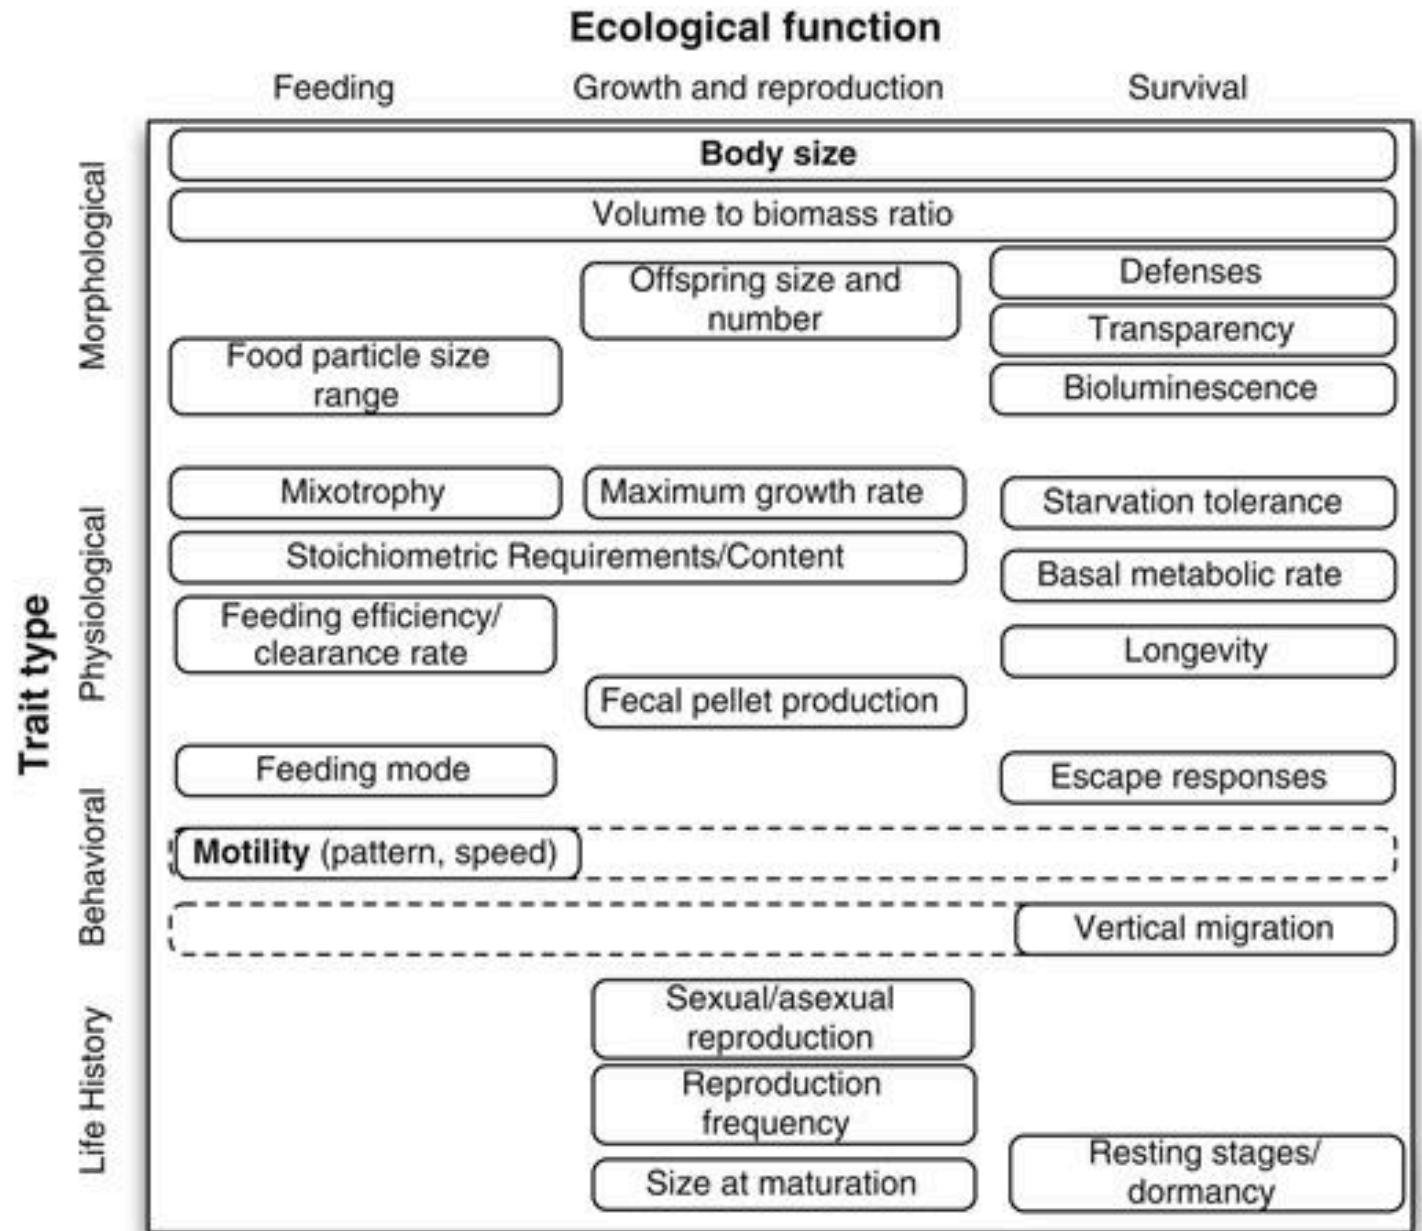 Ecological function
Feeding
Growth and reproduction
Survival
Trait type
Morphological
Body size
Volume to biomass ratio
Offspring size and
number
Defenses
Transparency
Food particle size
range
Bioluminescence
Physiological
Mixotrophy
Maximum growth rate
Starvation tolerance
Stoichiometric Requirements/Content
Basal metabolic rate
Feeding efficiency/
clearance rate
Longevity
Fecal pellet production
Behavioral
Feeding mode
Escape responses
Motility (pattern, speed)
Vertical migration
Life History
Sexual/asexual
reproduction
Reproduction
frequency
Size at maturation
Resting stages/
dormancy